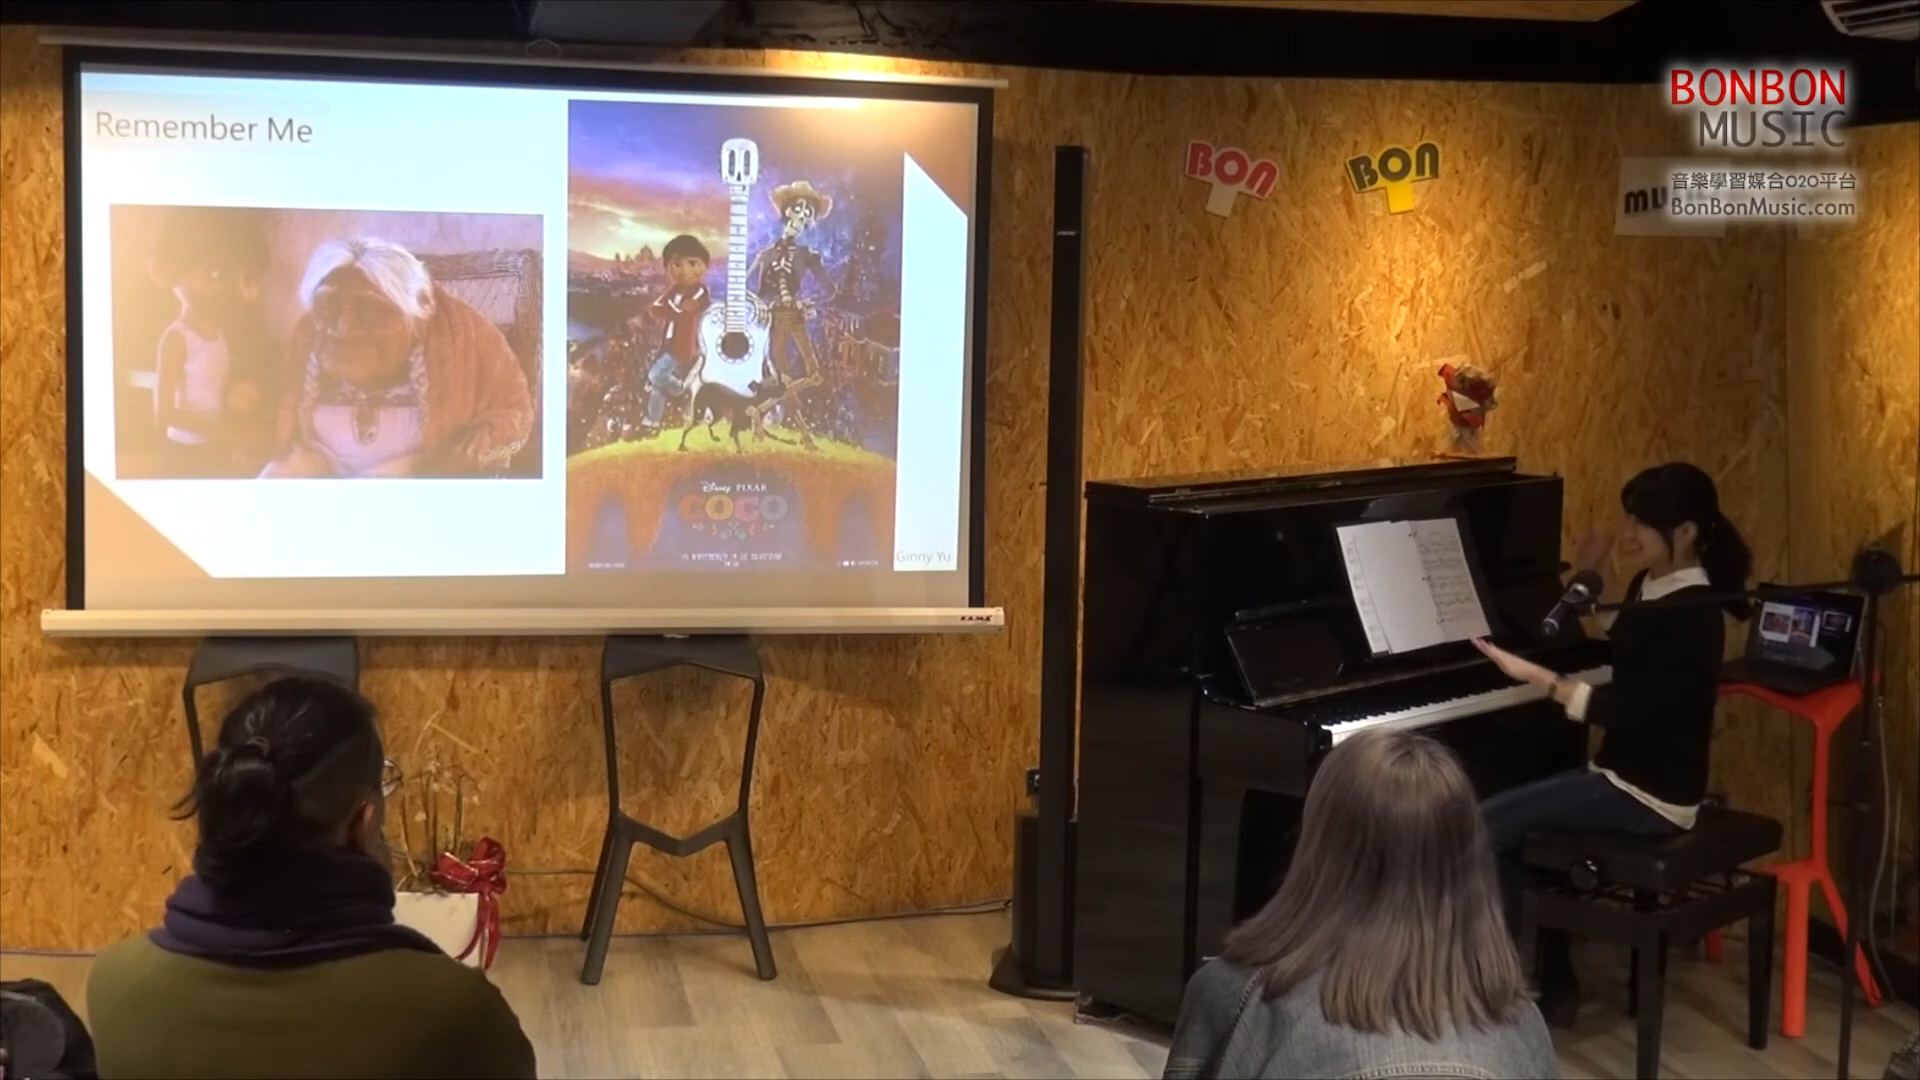 Remember Me
Disney PIXAR
COCO
Ginny Yu
BON
BON
BONBON
MUSIC
音樂學習媒合O2O平台
BonBonMusic.com